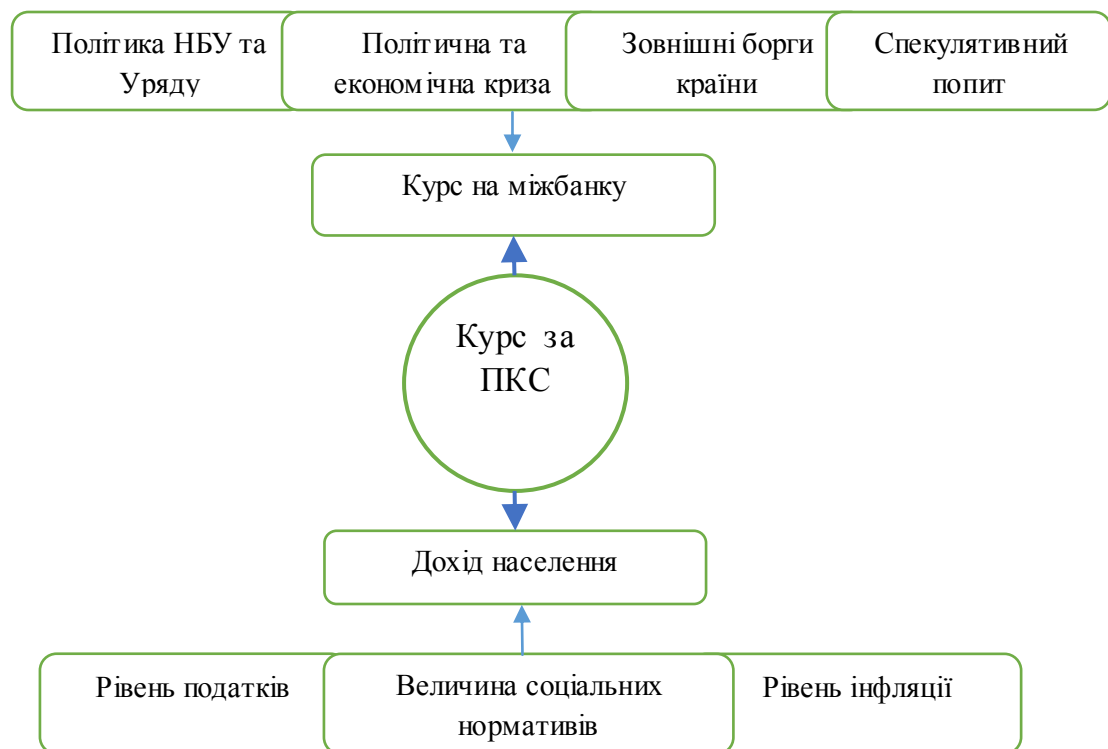 Політика НБУ та
Уряду
Політична та
економічна криза
Зовнішні борги
країни
Спекулятивний
попит
Курс на міжбанку
Курс за
ПКС
Дохід населення
Рівень податків
Величина соціальних
нормативів
Рівень інфляції